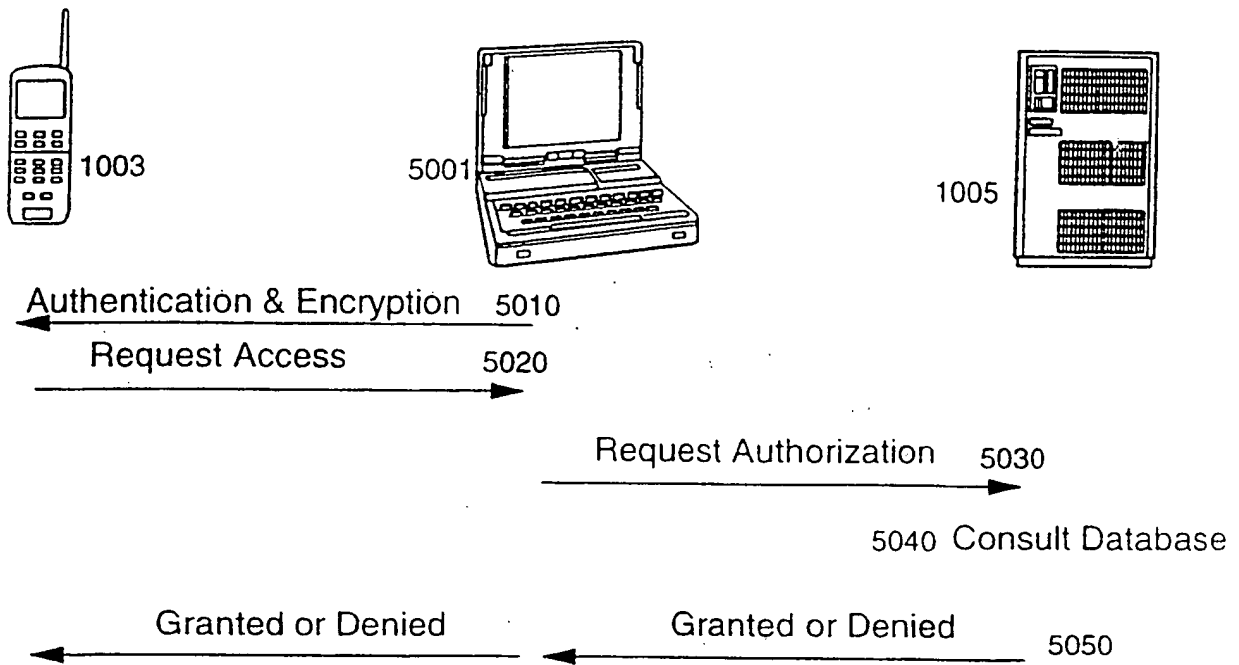 1003
5001
1005
Authentication & Encryption 5010
Request Access 5020
Request Authorization 5030
5040 Consult Database
Granted or Denied Granted or Denied 5050